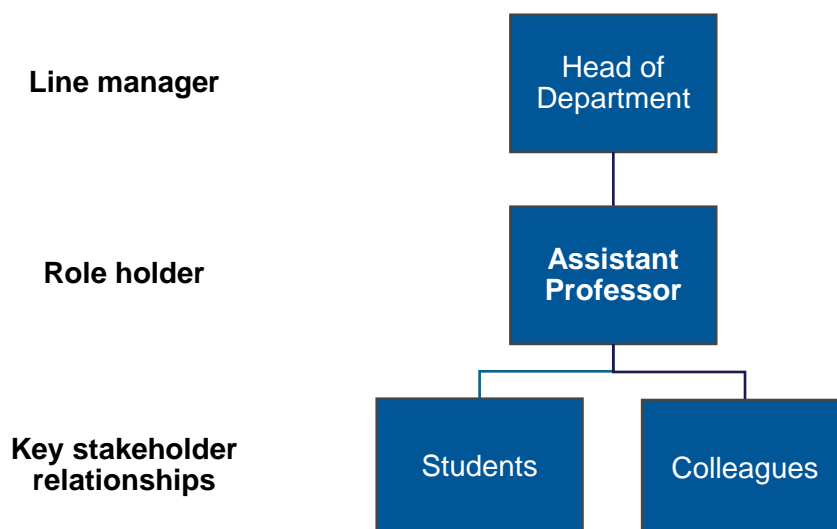 Line manager
Head of
Department
Role holder
Assistant
Professor
Key stakeholder
relationships
Students
Colleagues